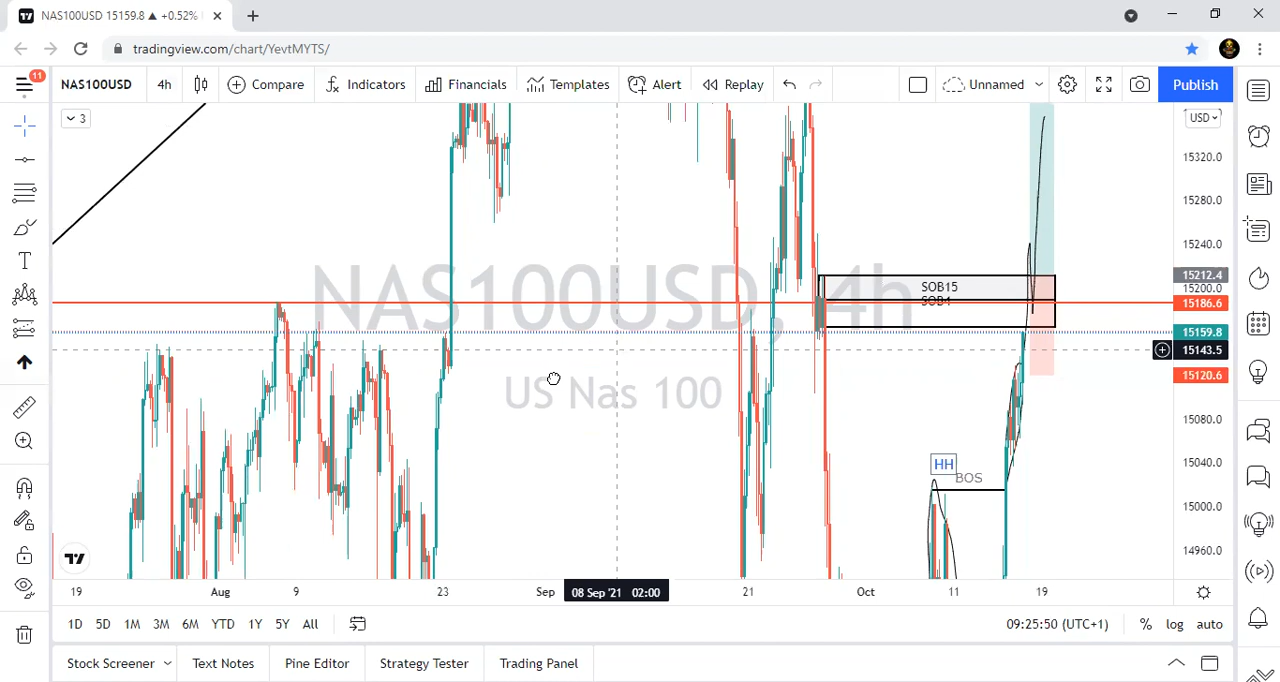 NAS100USD 15159.8 ▲ +0.52%
tradingview.com/chart/YevtMYTS/
11
NAS100USD 4h Compare Indicators Financials Templates Alert Replay Unnamed Publish
3
USD
15320.0
15280.0
15240.0
15212.4
15200.0
15186.6
15159.8
15143.5
15120.6
15080.0
15040.0
15000.0
14960.0
NAS100USD, 4h
US Nas 100
SOB15
SOB4
HH
BOS
19 Aug 9 23 Sep 08 Sep '21 02:00 21 Oct 11 19
1D 5D 1M 3M 6M YTD 1Y 5Y All 09:25:50 (UTC+1) % log auto
Stock Screener Text Notes Pine Editor Strategy Tester Trading Panel